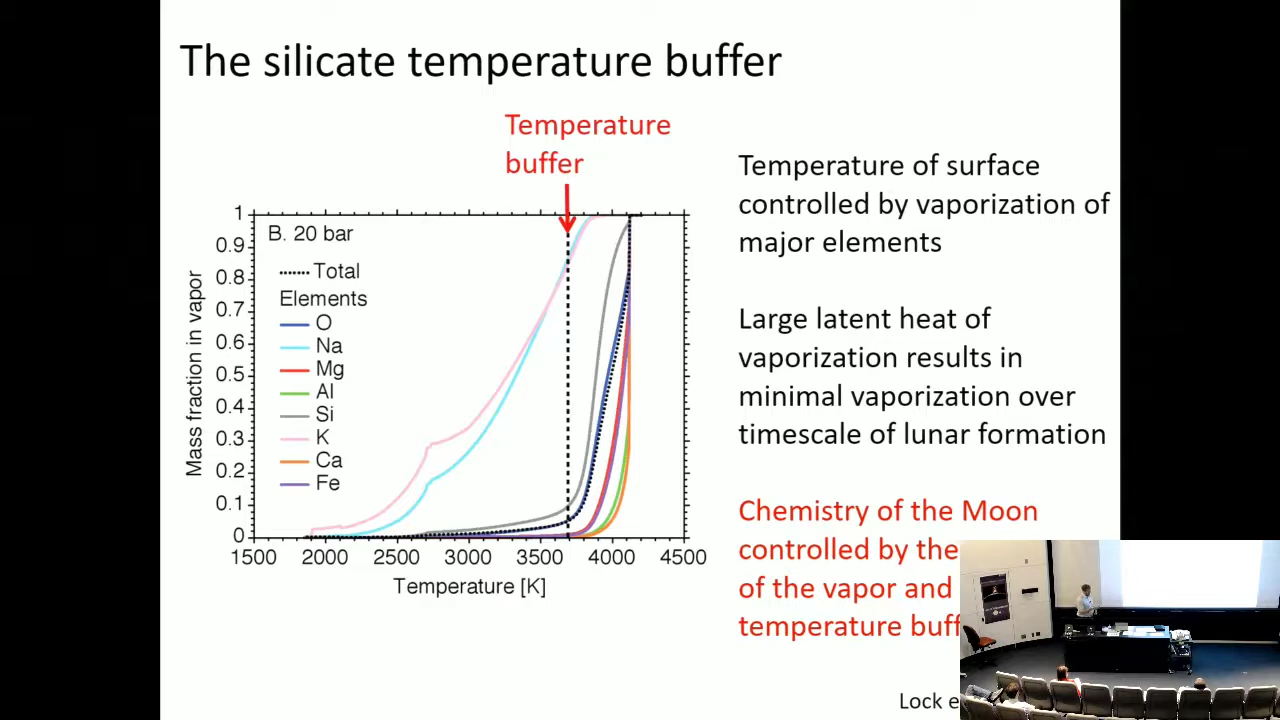 The silicate temperature buffer
Temperature
buffer
Temperature of surface
controlled by vaporization of
major elements
Large latent heat of
vaporization results in
minimal vaporization over
timescale of lunar formation
Chemistry of the Moon
controlled by the
of the vapor and
temperature buff
B. 20 bar
Total
Elements
O
Na
Mg
Al
Si
K
Ca
Fe
Mass fraction in vapor
1
0.9
0.8
0.7
0.6
0.5
0.4
0.3
0.2
0.1
0
1500 2000 2500 3000 3500 4000 4500
Temperature [K]
Lock e